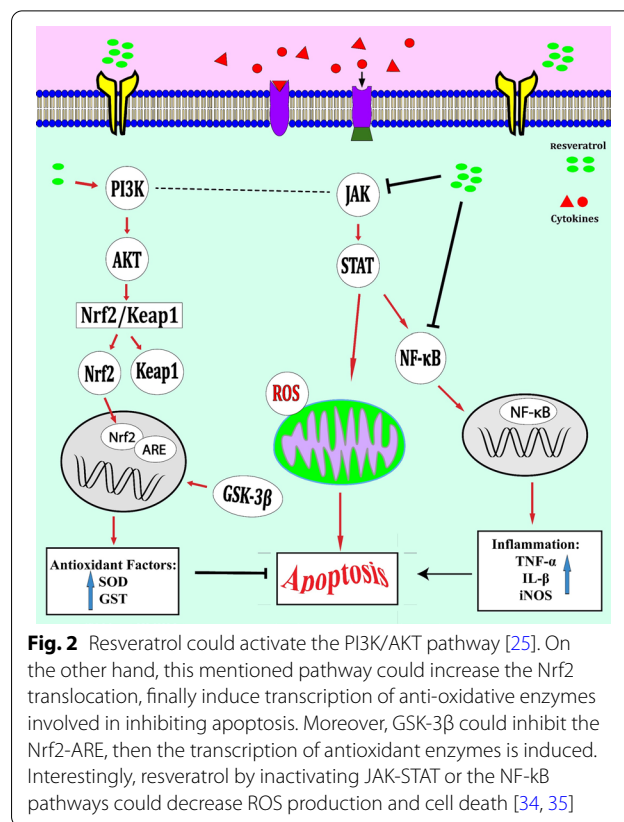 Resveratrol
Cytokines
PI3K
JAK
AKT
STAT
Nrf2/Keap1
Nrf2
Keap1
NF-κB
ROS
Nrf2
ARE
NF-κB
GSK-3β
Antioxidant Factors:
SOD
GST
Apoptosis
Inflammation:
TNF-α
IL-β
iNOS
Fig. 2 Resveratrol could activate the PI3K/AKT pathway [25]. On
the other hand, this mentioned pathway could increase the Nrf2
translocation, finally induce transcription of anti-oxidative enzymes
involved in inhibiting apoptosis. Moreover, GSK-3β could inhibit the
Nrf2-ARE, then the transcription of antioxidant enzymes is induced.
Interestingly, resveratrol by inactivating JAK-STAT or the NF-kB
pathways could decrease ROS production and cell death [34, 35]